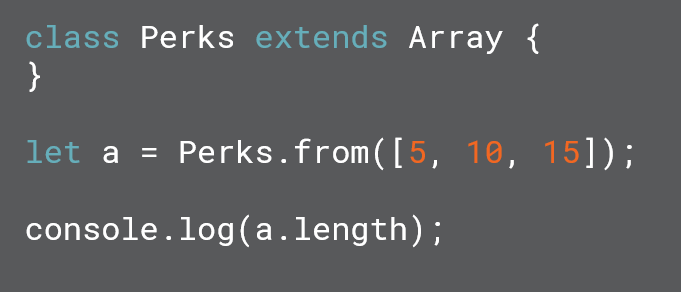 class Perks extends Array {
}
let a = Perks.from([5, 10, 15]);
console.log(a.length);